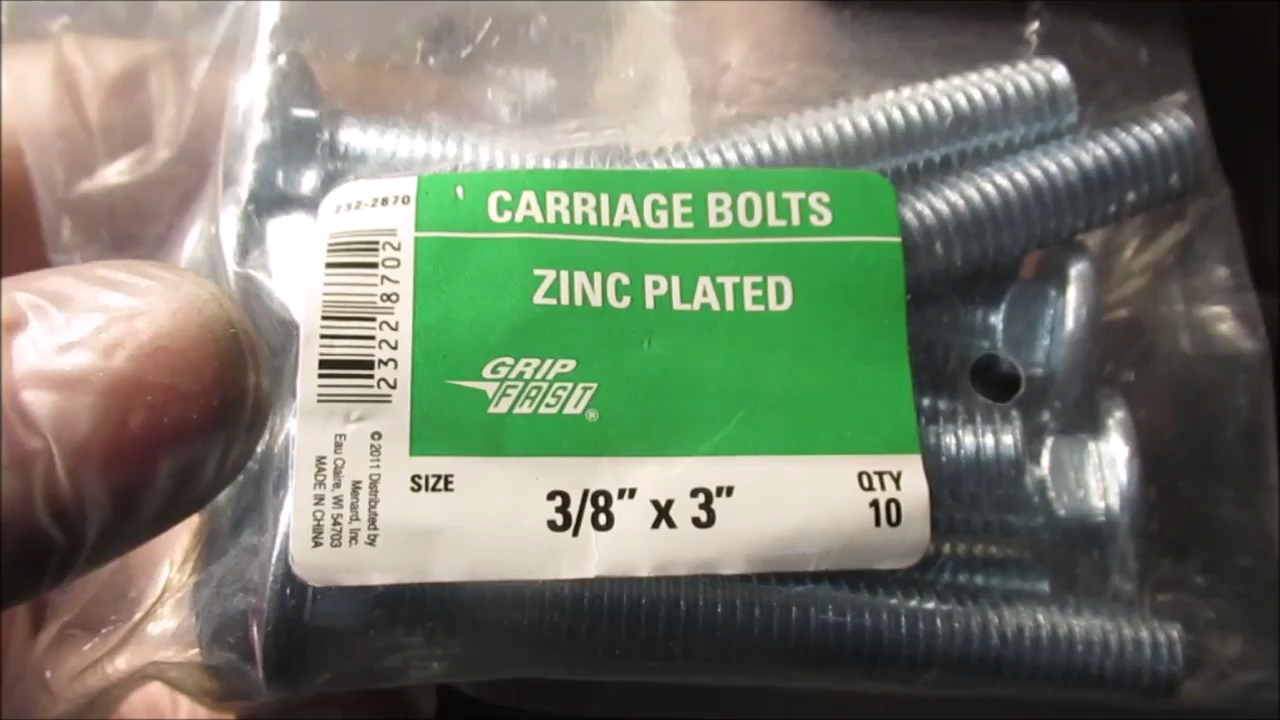 232-2870
CARRIAGE BOLTS
ZINC PLATED
GRIP
FAST®
SIZE
3/8" x 3"
QTY
10
2322 8702
© 2011 Distributed by
Menard, Inc.
Eau Claire, WI 54703
MADE IN CHINA